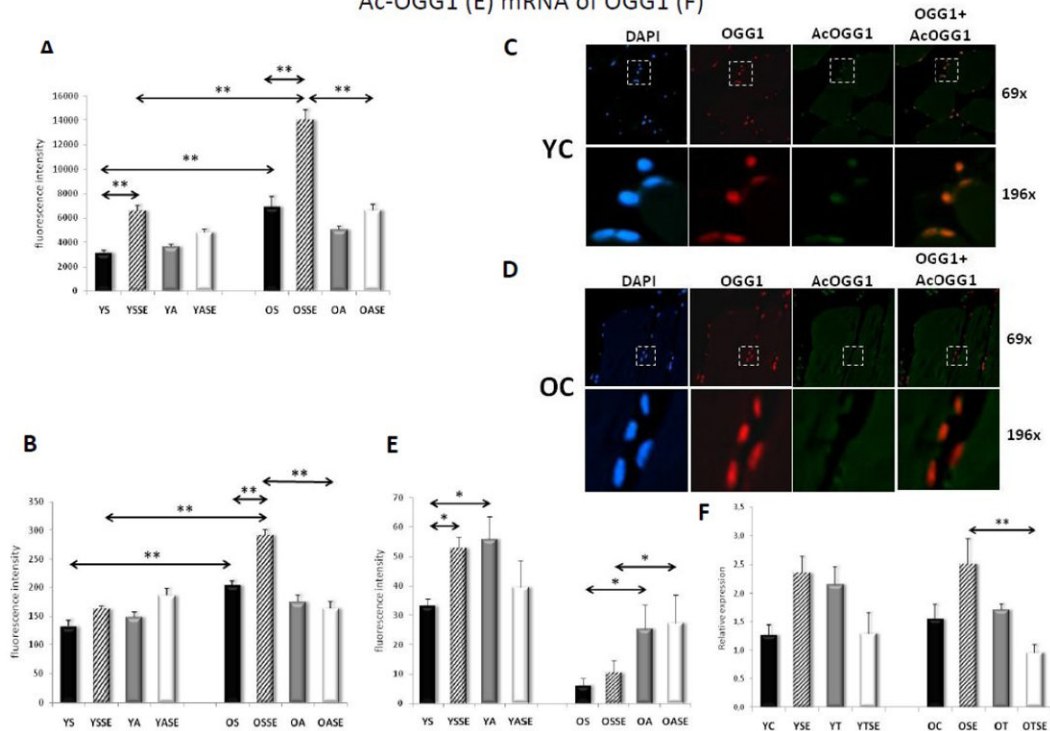 Ac-OGG1 (E) mRNA of OGG1 (F)
A
fluorescence intensity
16000
14000
12000
10000
8000
6000
4000
2000
0
** ** ** ** **
YS YSSE YA YASE OS OSSE OA OASE
C
DAPI OGG1 AcOGG1 OGG1+ AcOGG1
YC
69x
196x
D
DAPI OGG1 AcOGG1 OGG1+ AcOGG1
OC
69x
196x
B
fluorescence intensity
350
300
250
200
150
100
50
0
** ** ** **
YS YSSE YA YASE OS OSSE OA OASE
E
fluorescence intensity
70
60
50
40
30
20
10
0
* * * *
YS YSSE YA YASE OS OSSE OA OASE
F
Relative expression
3,5
3,0
2,5
2,0
1,5
1,0
0,5
0,0
**
YC YSE YT YTSE OC OSE OT OTSE